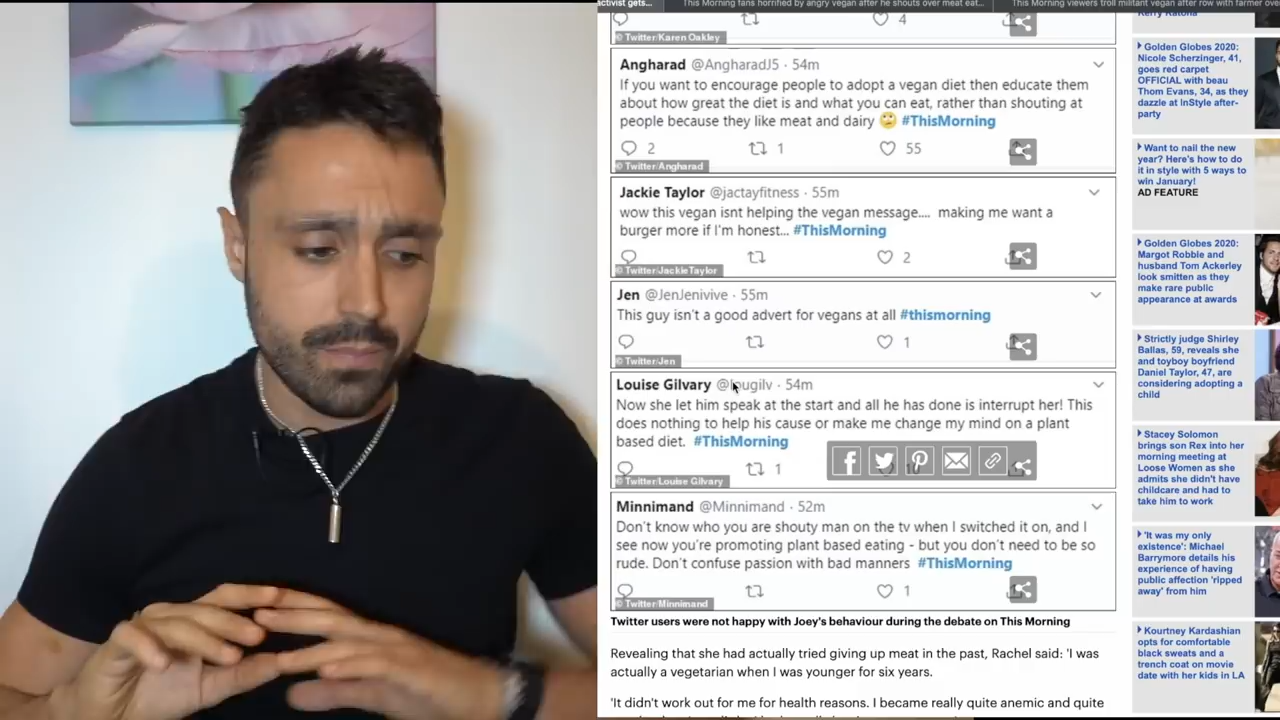 activist gets...
This Morning fans horrified by angry vegan after he shouts over meat eat...
This Morning viewers troll militant vegan after row with farmer over
4
© Twitter/Karen Oakley
Angharad @AngharadJ5 · 54m
If you want to encourage people to adopt a vegan diet then educate them
about how great the diet is and what you can eat, rather than shouting at
people because they like meat and dairy 🙄 #ThisMorning
2 1 55
© Twitter/Angharad
Jackie Taylor @jactayfitness · 55m
wow this vegan isnt helping the vegan message.... making me want a
burger more if I'm honest... #ThisMorning
2
© Twitter/JackieTaylor
Jen @JenJenivive · 55m
This guy isn't a good advert for vegans at all #thismorning
1
© Twitter/Jen
Louise Gilvary @lougilv · 54m
Now she let him speak at the start and all he has done is interrupt her! This
does nothing to help his cause or make me change my mind on a plant
based diet. #ThisMorning
1
© Twitter/Louise Gilvary
Minnimand @Minnimand · 52m
Don't know who you are shouty man on the tv when I switched it on, and I
see now you're promoting plant based eating - but you don't need to be so
rude. Don't confuse passion with bad manners #ThisMorning
1
© Twitter/Minnimand
Twitter users were not happy with Joey's behaviour during the debate on This Morning
Revealing that she had actually tried giving up meat in the past, Rachel said: 'I was
actually a vegetarian when I was younger for six years.
'It didn't work out for me for health reasons. I became really quite anemic and quite
Kerry Katona
Golden Globes 2020:
Nicole Scherzinger, 41,
goes red carpet
OFFICIAL with beau
Thom Evans, 34, as they
dazzle at InStyle after-
party
Want to nail the new
year? Here's how to do
it in style with 5 ways to
win January!
AD FEATURE
Golden Globes 2020:
Margot Robbie and
husband Tom Ackerley
look smitten as they
make rare public
appearance at awards
Strictly judge Shirley
Ballas, 59, reveals she
and toyboy boyfriend
Daniel Taylor, 47, are
considering adopting a
child
Stacey Solomon
brings son Rex into her
morning meeting at
Loose Women as she
admits she didn't have
childcare and had to
take him to work
'It was my only
existence': Michael
Barrymore details his
experience of having
public affection 'ripped
away' from him
Kourtney Kardashian
opts for comfortable
black sweats and a
trench coat on movie
date with her kids in LA